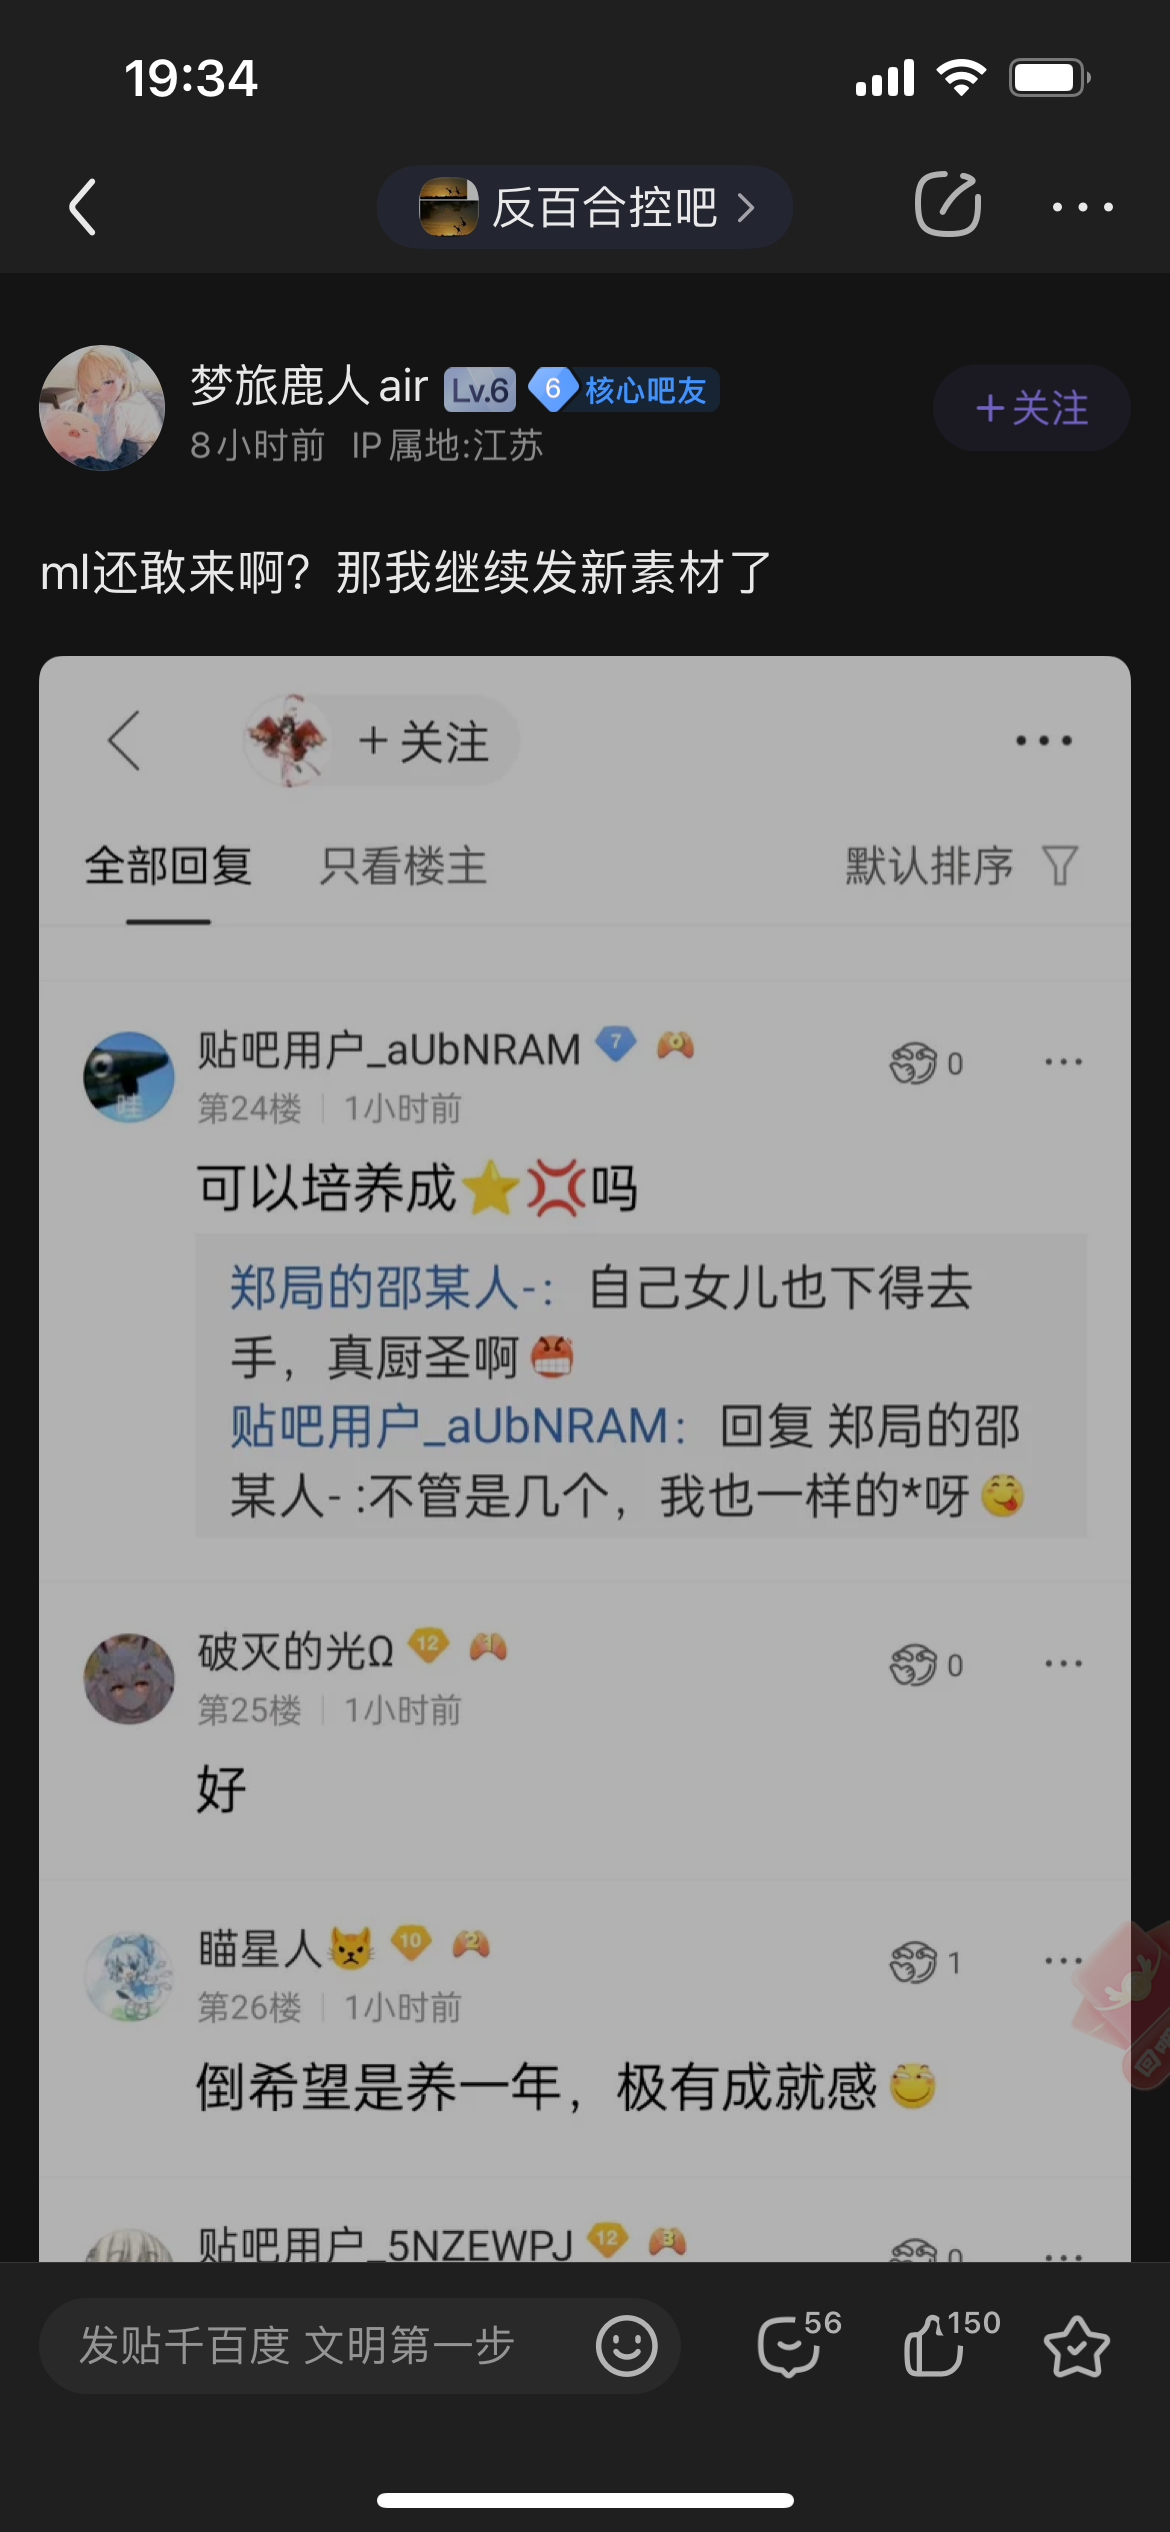 19:34
反百合控吧
梦旅鹿人air Lv.6 6 核心吧友
+关注
8小时前 IP属地:江苏
ml还敢来啊？那我继续发新素材了
+关注
全部回复 只看楼主 默认排序
贴吧用户_aUbNRAM 7
0
第24楼 1小时前
可以培养成⭐💢吗
郑局的邵某人-：自己女儿也下得去
手，真厨圣啊
贴吧用户_aUbNRAM：回复 郑局的邵
某人- :不管是几个，我也一样的*呀
破灭的光Ω 12 1
0
第25楼 1小时前
好
瞄星人 10 2
1
第26楼 1小时前
倒希望是养一年，极有成就感
贴吧用户_5NZEWPJ 12 3
0
发贴千百度 文明第一步
56
150